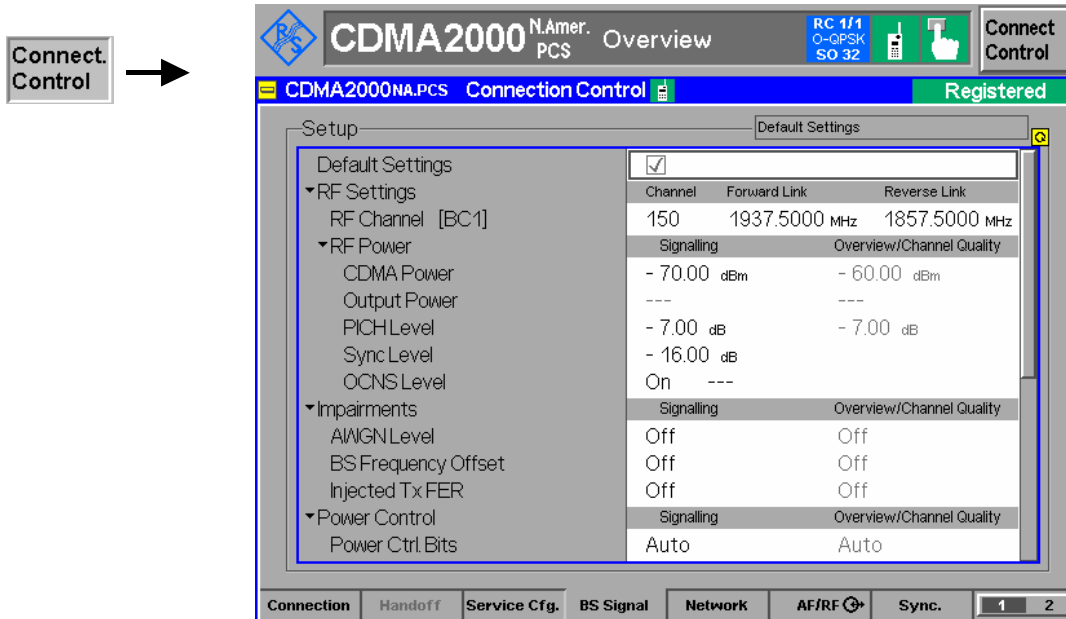 Connect.
Control
R&S
CDMA2000 N.Amer. PCS Overview
RC 1/1
O-QPSK
SO 32
Connect
Control
CDMA2000NA.PCS Connection Control
Registered
Setup
Default Settings
Default Settings
RF Settings Channel Forward Link Reverse Link
RF Channel [BC1] 150 1937.5000 MHz 1857.5000 MHz
RF Power Signalling Overview/Channel Quality
CDMA Power - 70.00 dBm - 60.00 dBm
Output Power --- ---
PICH Level - 7.00 dB - 7.00 dB
Sync Level - 16.00 dB
OCNS Level On ---
Impairments Signalling Overview/Channel Quality
AWGN Level Off Off
BS Frequency Offset Off Off
Injected Tx FER Off Off
Power Control Signalling Overview/Channel Quality
Power Ctrl. Bits Auto Auto
Connection Handoff Service Cfg. BS Signal Network AF/RF Sync. 1 2